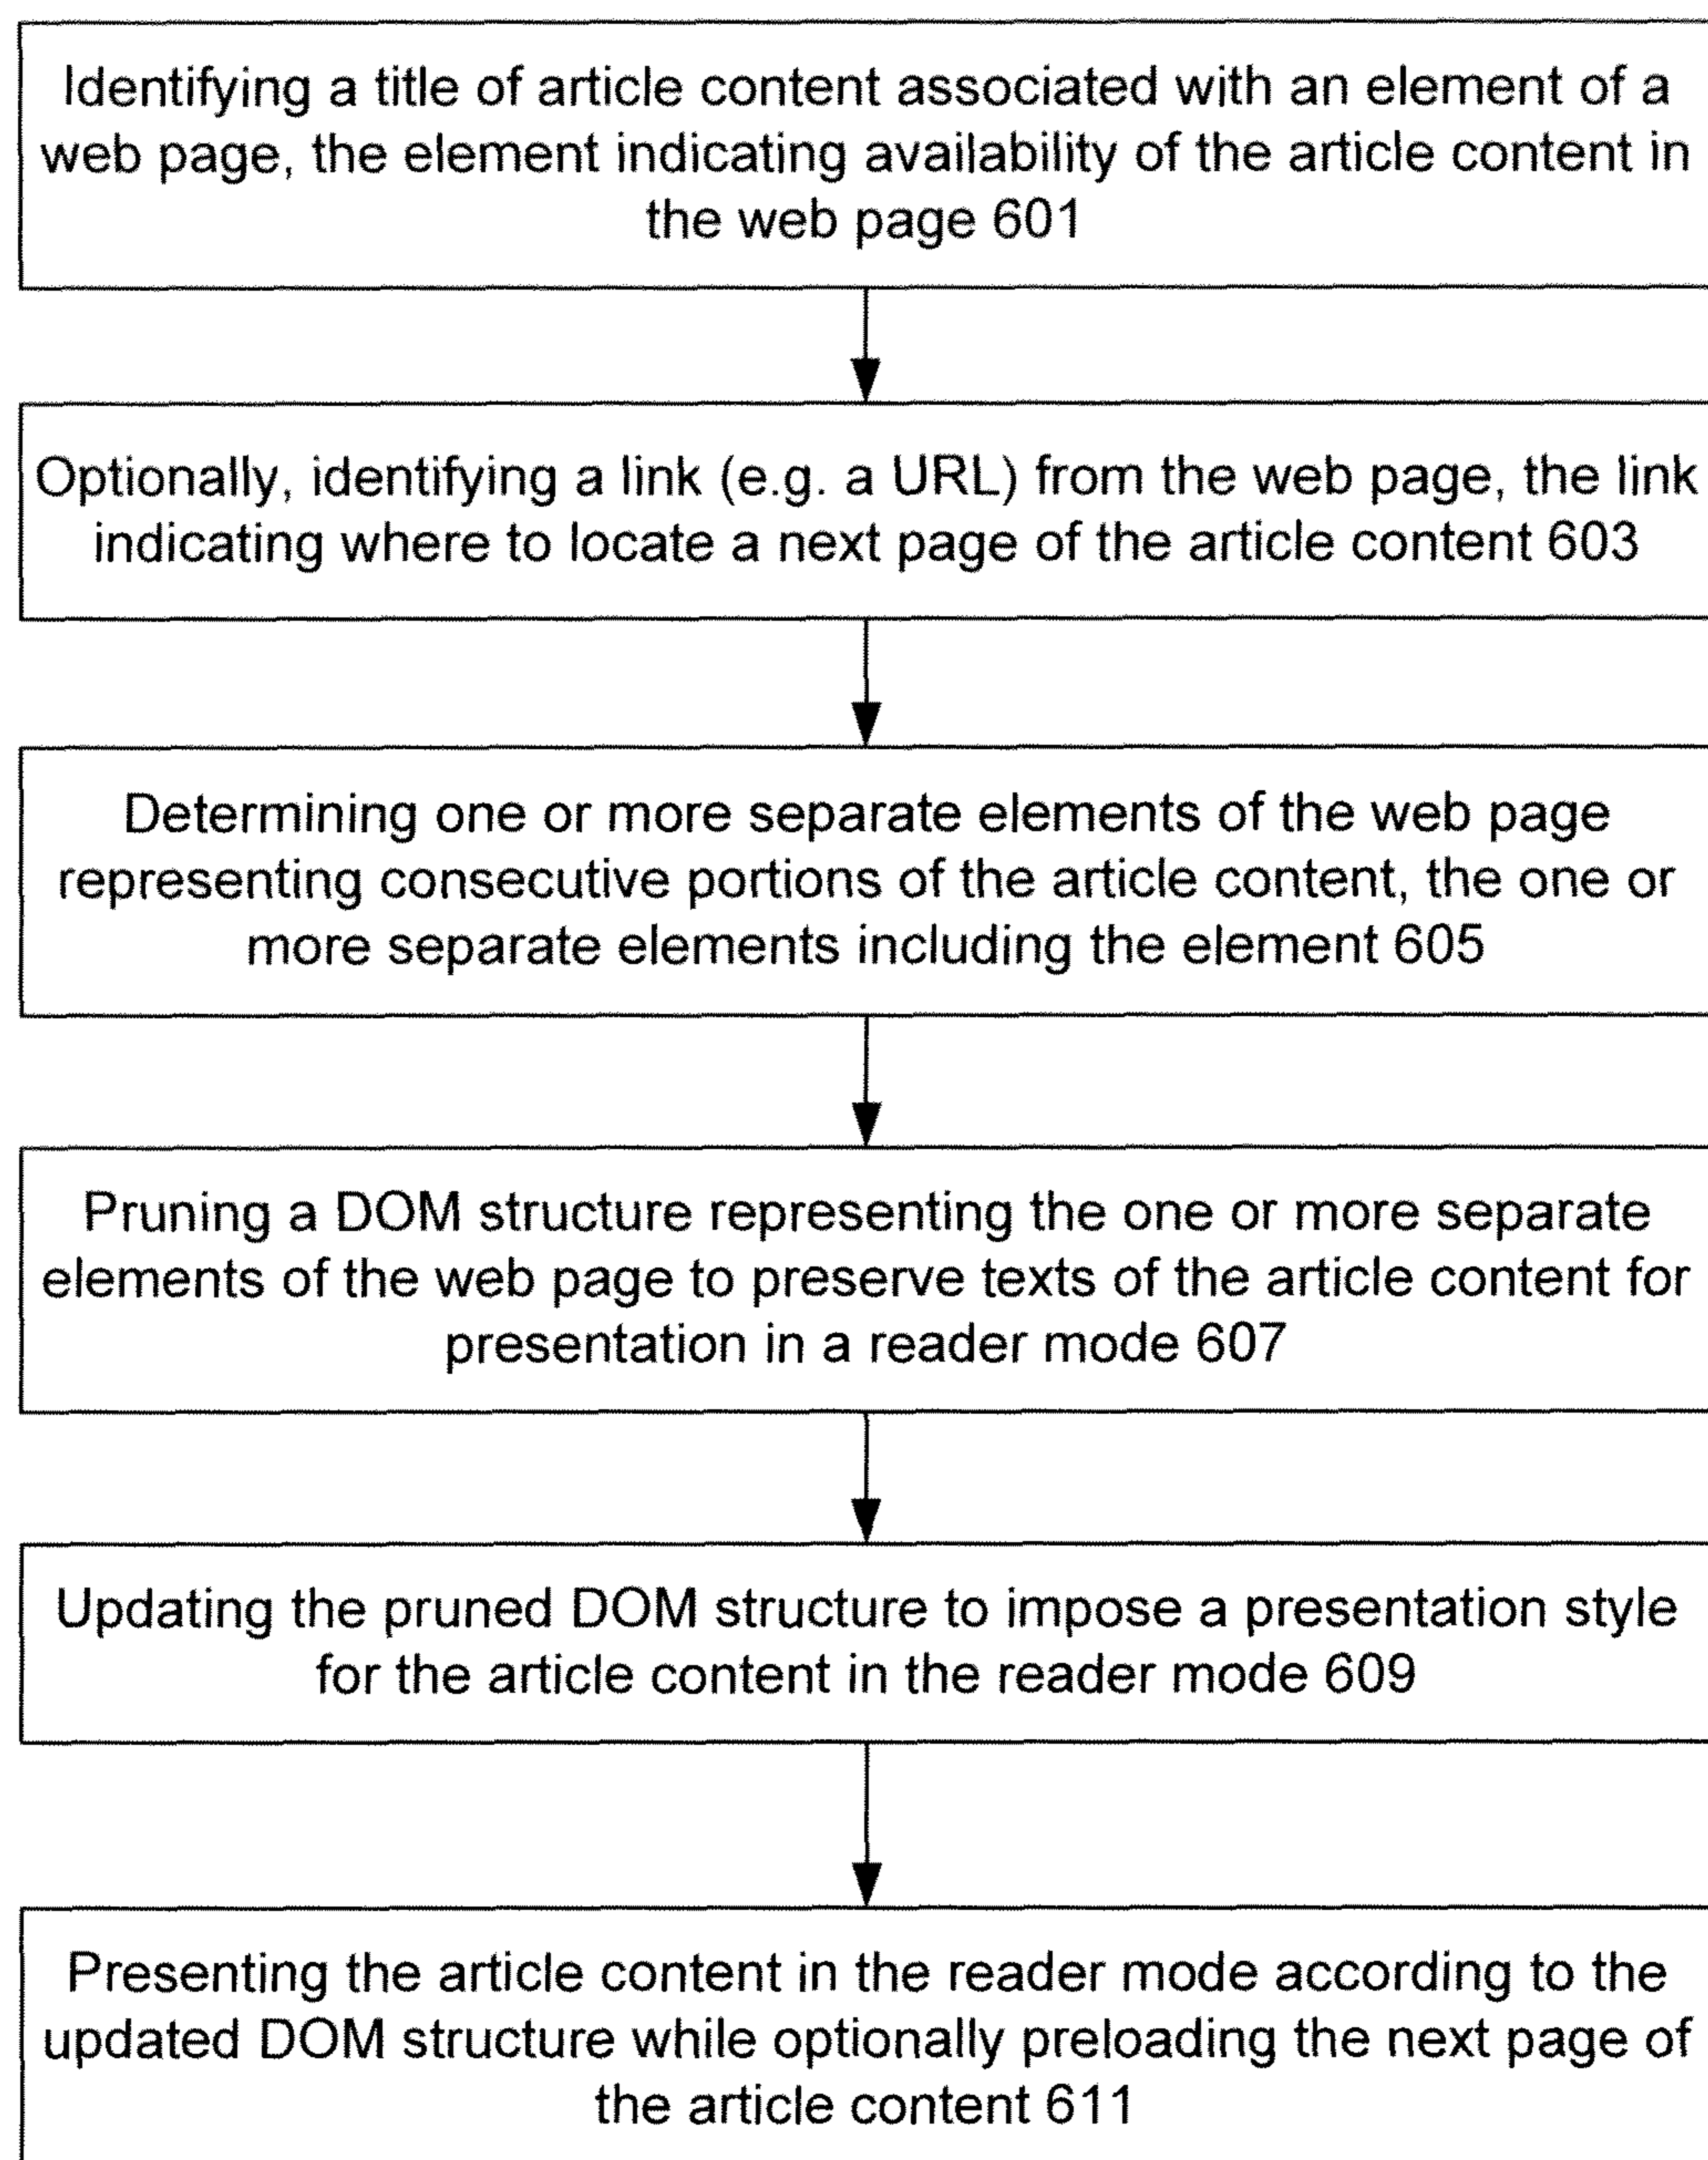 Identifying a title of article content associated with an element of a
web page, the element indicating availability of the article content in
the web page 601
Optionally, identifying a link (e.g. a URL) from the web page, the link
indicating where to locate a next page of the article content 603
Determining one or more separate elements of the web page
representing consecutive portions of the article content, the one or
more separate elements including the element 605
Pruning a DOM structure representing the one or more separate
elements of the web page to preserve texts of the article content for
presentation in a reader mode 607
Updating the pruned DOM structure to impose a presentation style
for the article content in the reader mode 609
Presenting the article content in the reader mode according to the
updated DOM structure while optionally preloading the next page of
the article content 611